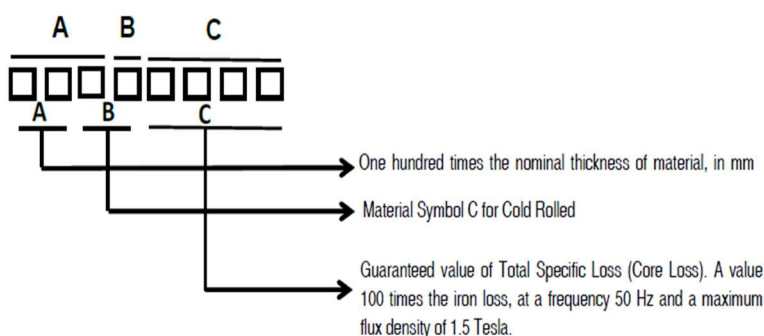 A B C
A B C
One hundred times the nominal thickness of material, in mm
Material Symbol C for Cold Rolled
Guaranteed value of Total Specific Loss (Core Loss). A value
100 times the iron loss, at a frequency 50 Hz and a maximum
flux density of 1.5 Tesla.